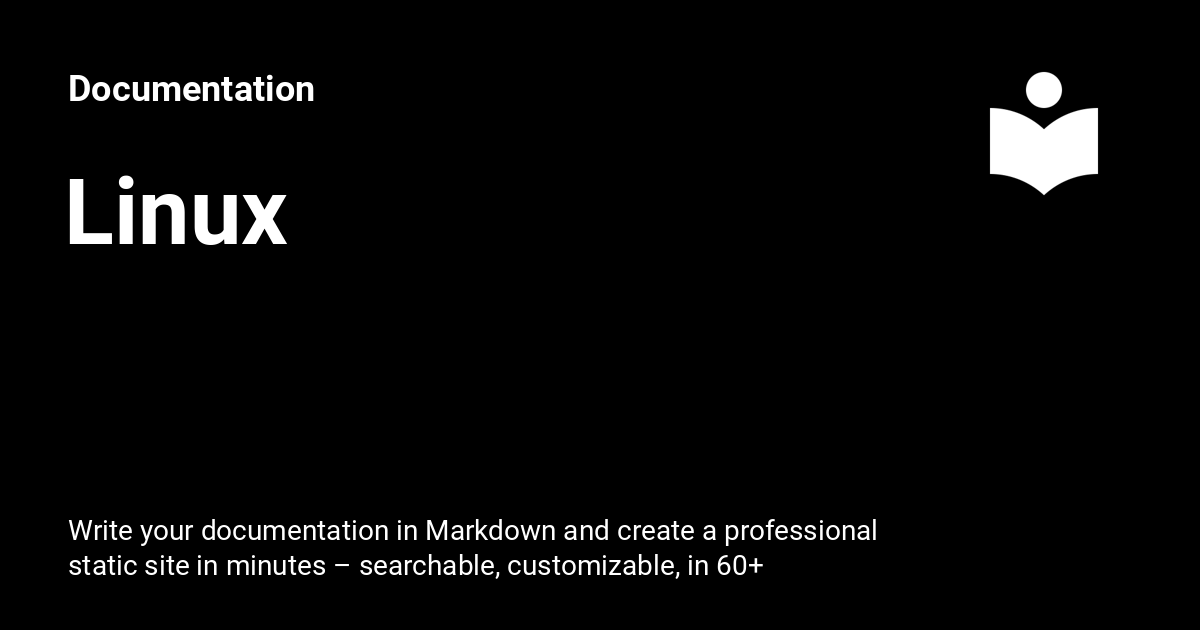 Documentation
Linux
Write your documentation in Markdown and create a professional
static site in minutes – searchable, customizable, in 60+